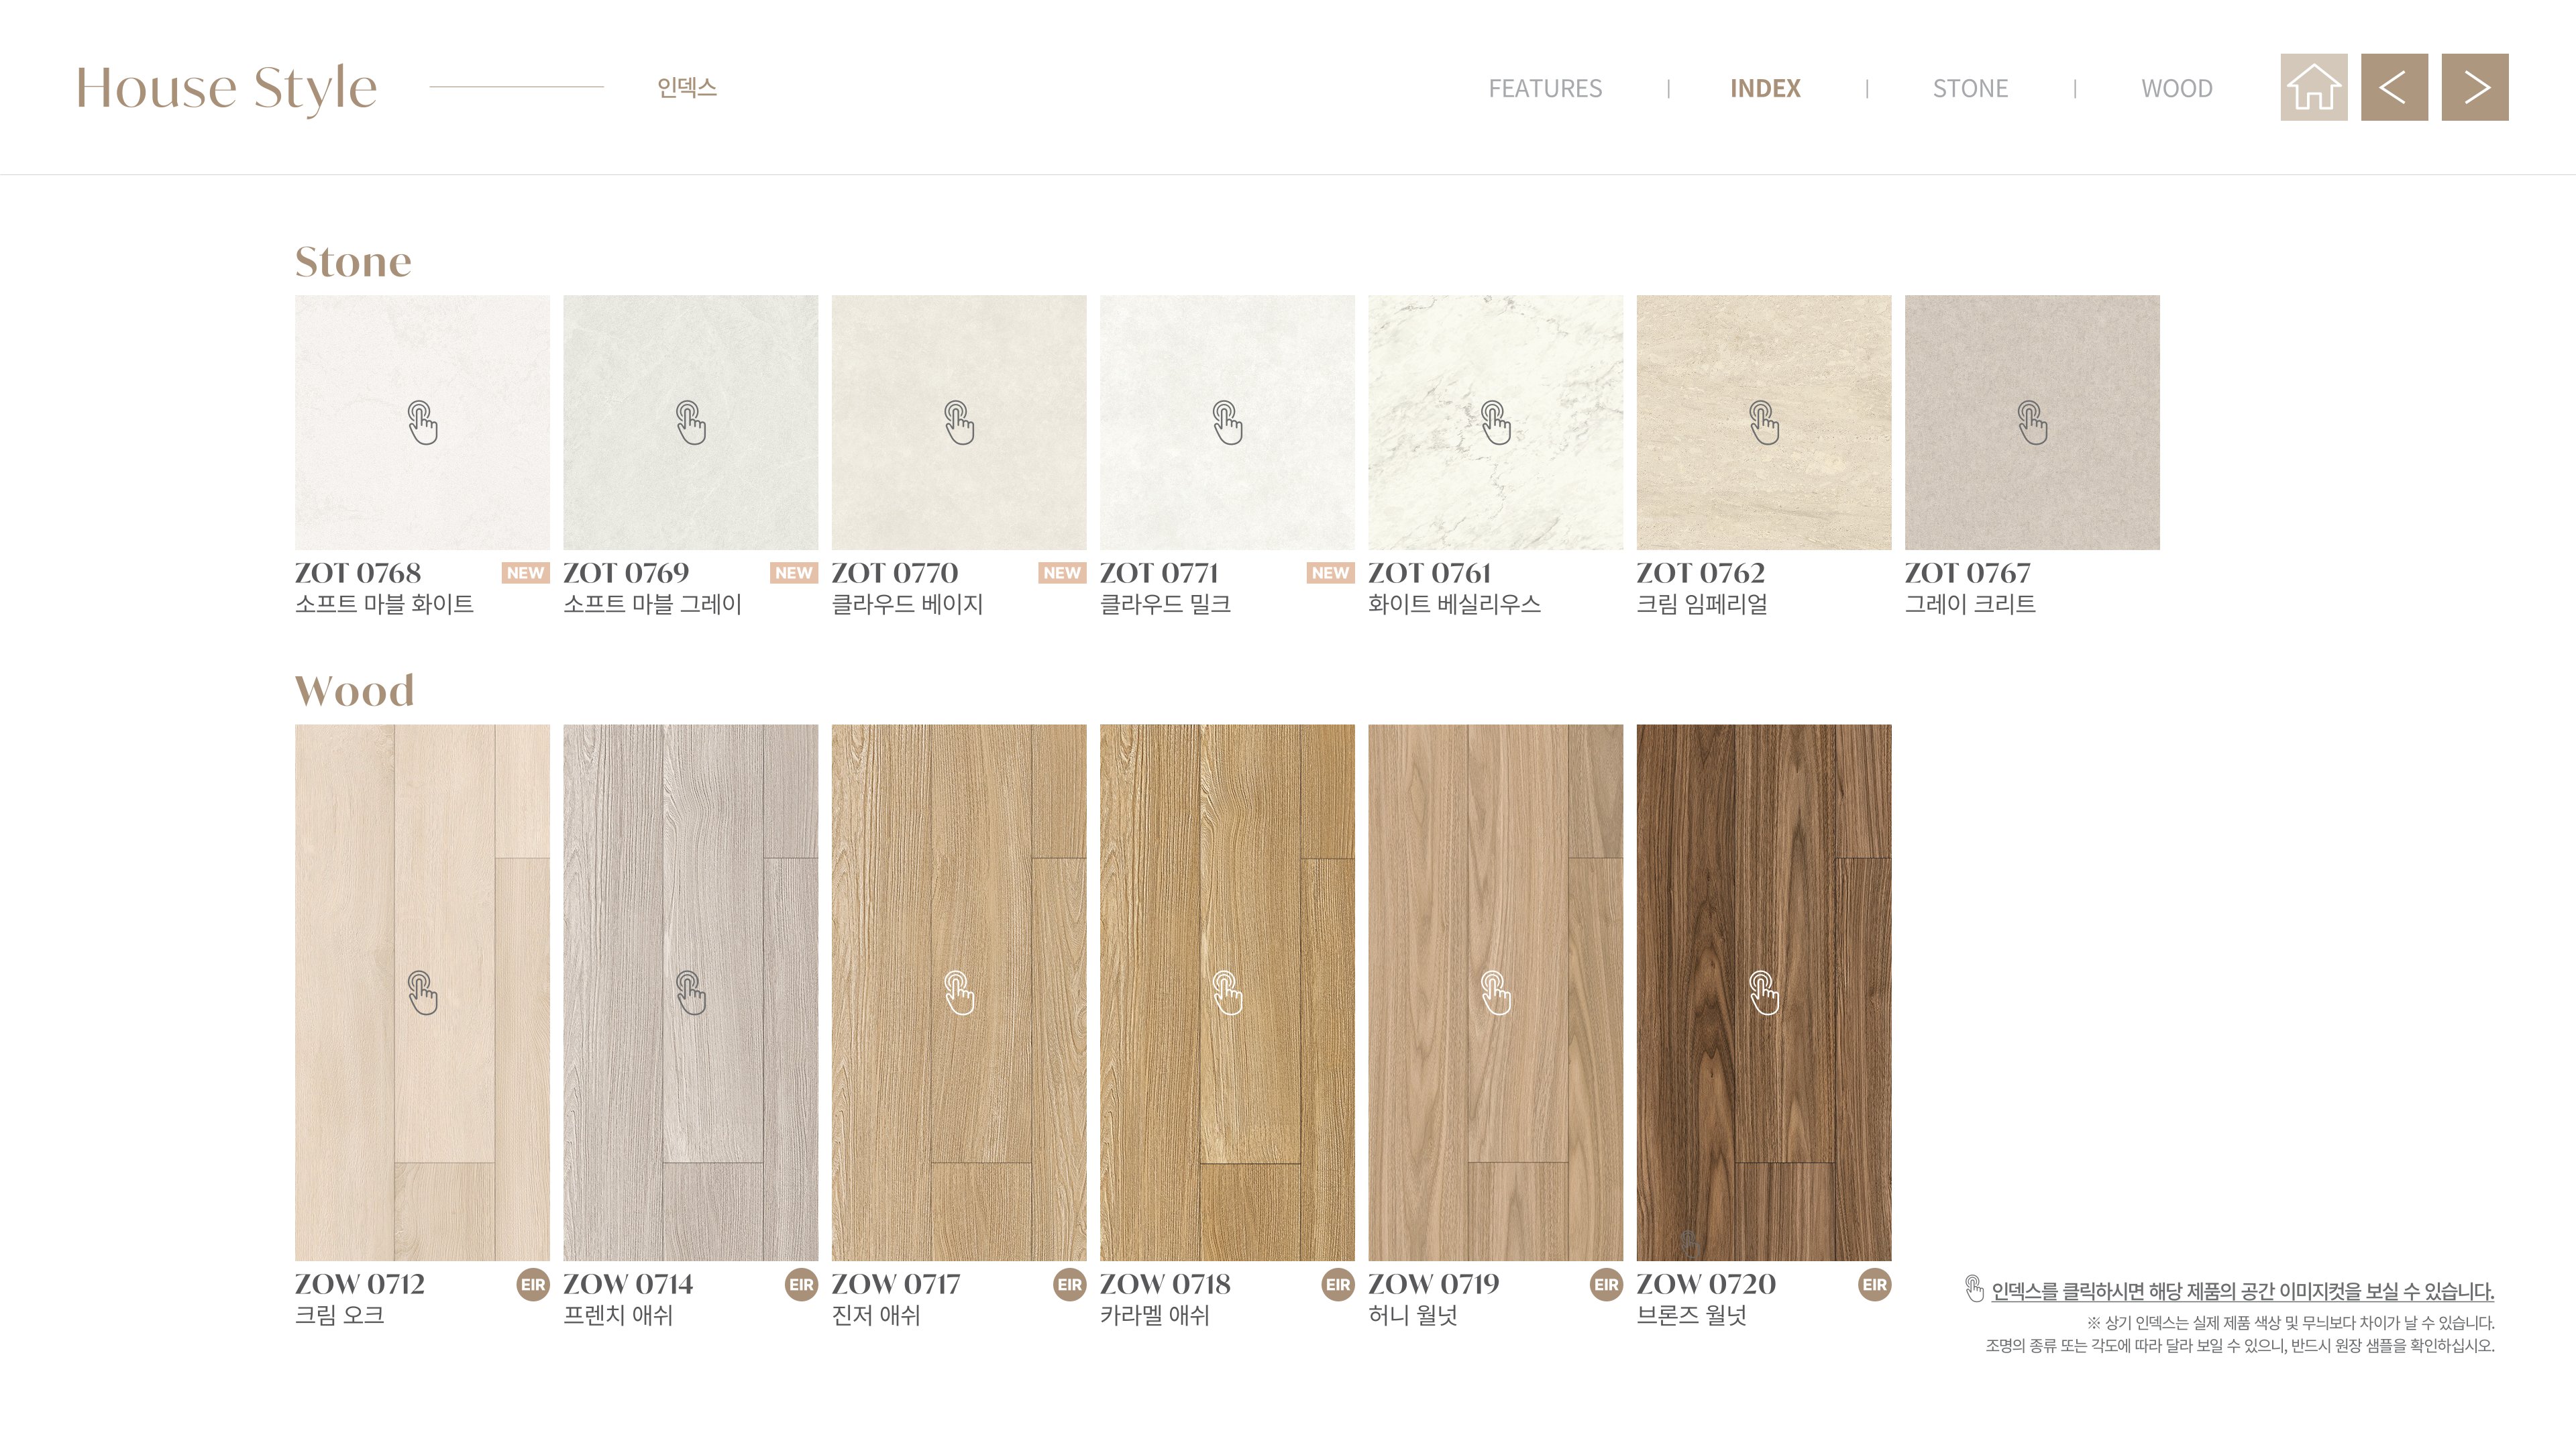 House Style
인덱스
FEATURES | INDEX | STONE | WOOD
Stone
ZOT 0768 NEW
소프트 마블 화이트
ZOT 0769 NEW
소프트 마블 그레이
ZOT 0770 NEW
클라우드 베이지
ZOT 0771 NEW
클라우드 밀크
ZOT 0761
화이트 베실리우스
ZOT 0762
크림 임페리얼
ZOT 0767
그레이 크리트
Wood
ZOW 0712 EIR
크림 오크
ZOW 0714 EIR
프렌치 애쉬
ZOW 0717 EIR
진저 애쉬
ZOW 0718 EIR
카라멜 애쉬
ZOW 0719 EIR
허니 월넛
ZOW 0720 EIR
브론즈 월넛
인덱스를 클릭하시면 해당 제품의 공간 이미지컷을 보실 수 있습니다.
※ 상기 인덱스는 실제 제품 색상 및 무늬보다 차이가 날 수 있습니다.
조명의 종류 또는 각도에 따라 달라 보일 수 있으니, 반드시 원장 샘플을 확인하십시오.